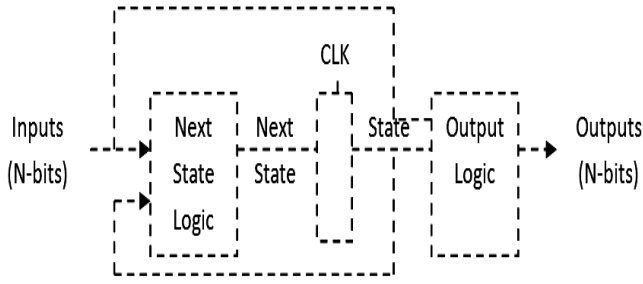 CLK
Inputs
(N-bits)
Next
State
Logic
Next
State
State
Output
Logic
Outputs
(N-bits)